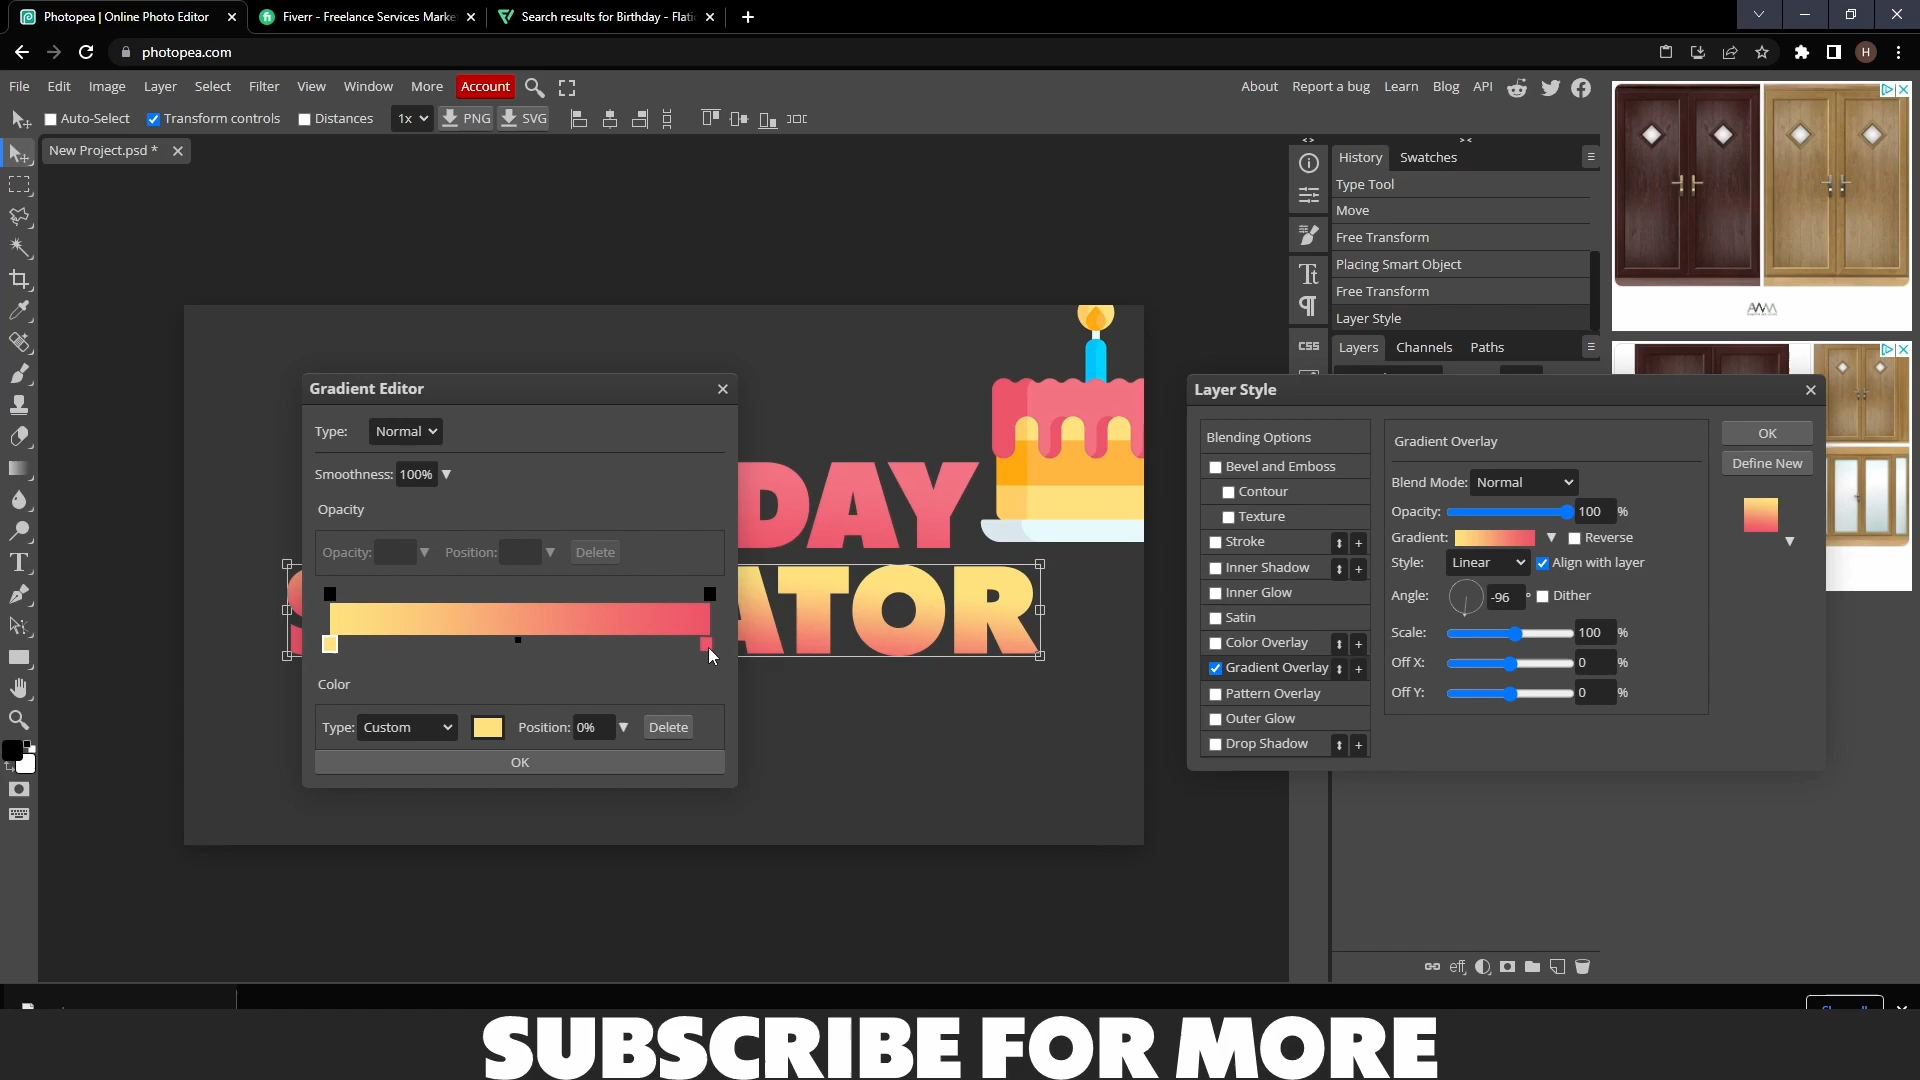 Photopea | Online Photo Editor
Fiverr - Freelance Services Marke
Search results for Birthday - Flati
photopea.com
H
File Edit Image Layer Select Filter View Window More Account
About Report a bug Learn Blog API
Auto-Select Transform controls Distances 1x PNG SVG
New Project.psd *
History Swatches
Type Tool
Move
Free Transform
Placing Smart Object
Free Transform
Layer Style
CSS
Layers Channels Paths
DAY
ATOR
Gradient Editor
Type: Normal
Smoothness: 100%
Opacity
Opacity: Position: Delete
Color
Type: Custom Position: 0% Delete
OK
Layer Style
Blending Options
Bevel and Emboss
Contour
Texture
Stroke
Inner Shadow
Inner Glow
Satin
Color Overlay
Gradient Overlay
Pattern Overlay
Outer Glow
Drop Shadow
Gradient Overlay
Blend Mode: Normal
Opacity: 100 %
Gradient: Reverse
Style: Linear Align with layer
Angle: -96 ° Dither
Scale: 100 %
Off X: 0 %
Off Y: 0 %
OK
Define New
eff
SUBSCRIBE FOR MORE